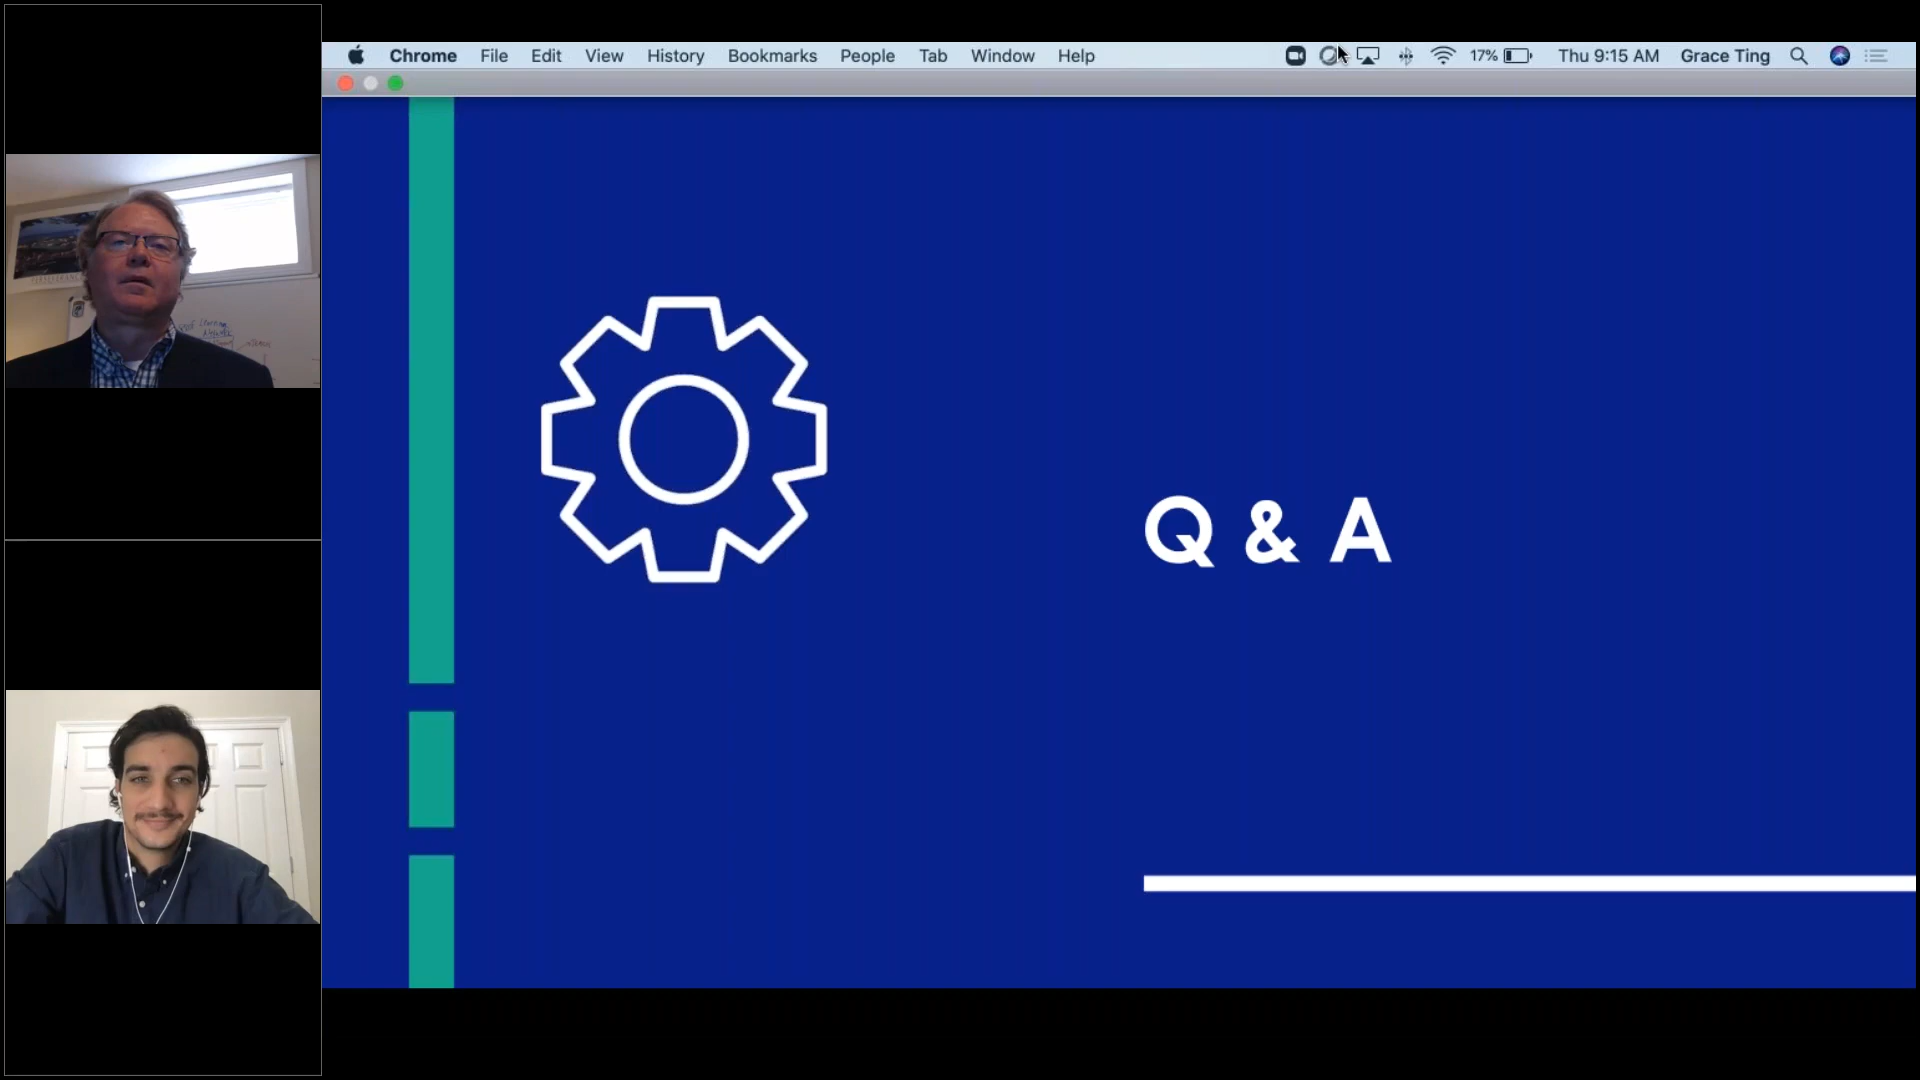 Chrome File Edit View History Bookmarks People Tab Window Help 17% Thu 9:15 AM Grace Ting
Q & A